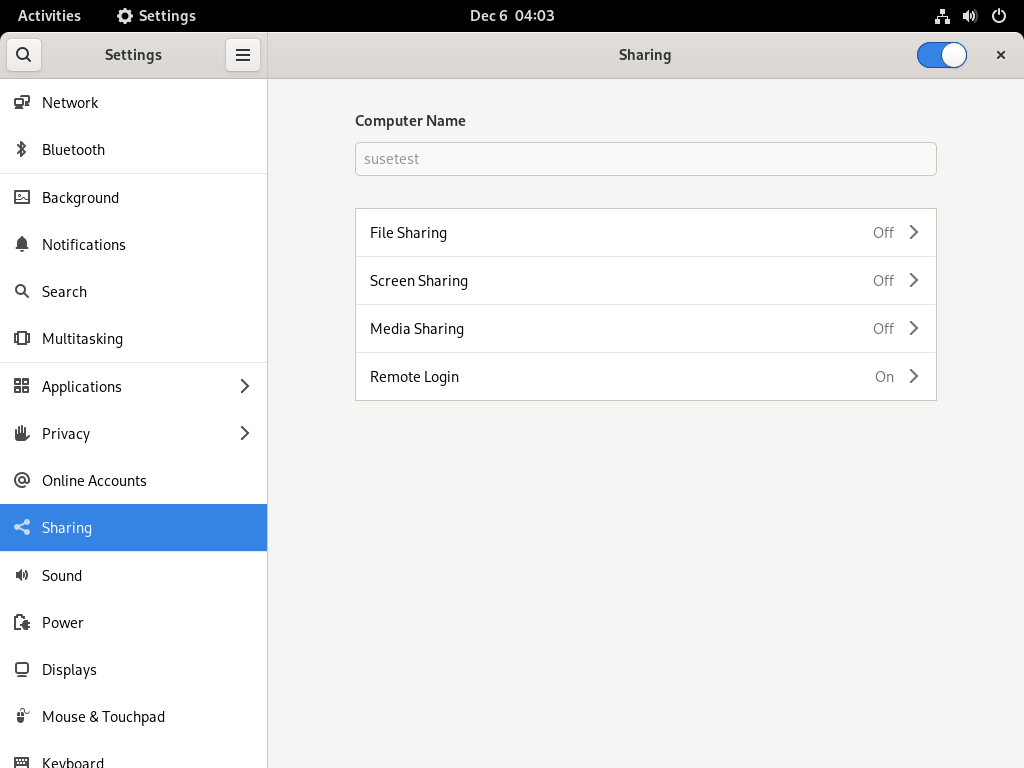 Activities Settings Dec 6 04:03
Settings Sharing
Network
Bluetooth
Background
Notifications
Search
Multitasking
Applications
Privacy
Online Accounts
Sharing
Sound
Power
Displays
Mouse & Touchpad
Keyboard
Computer Name
susetest
File Sharing Off
Screen Sharing Off
Media Sharing Off
Remote Login On